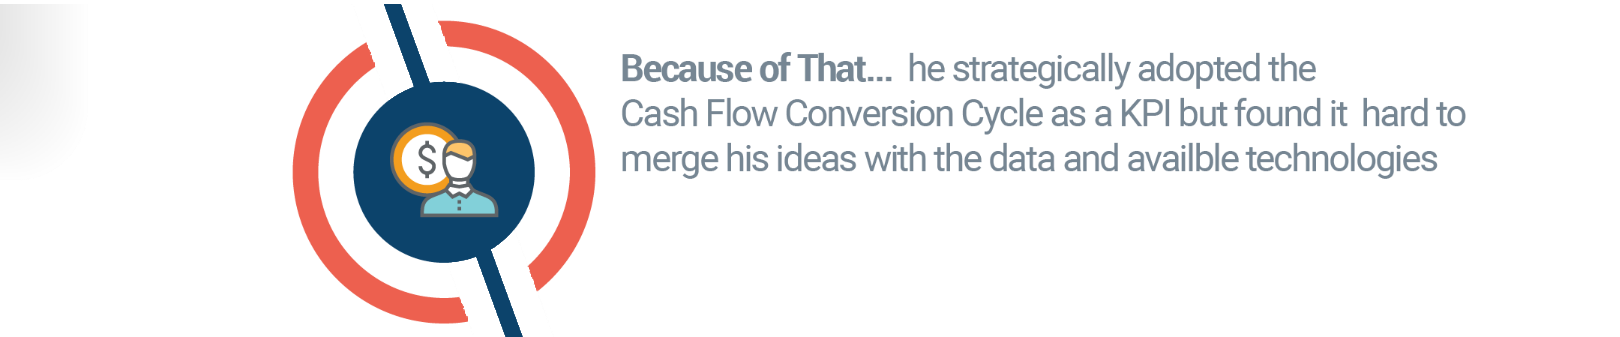 Because of That... he strategically adopted the
Cash Flow Conversion Cycle as a KPI but found it hard to
merge his ideas with the data and availble technologies
$